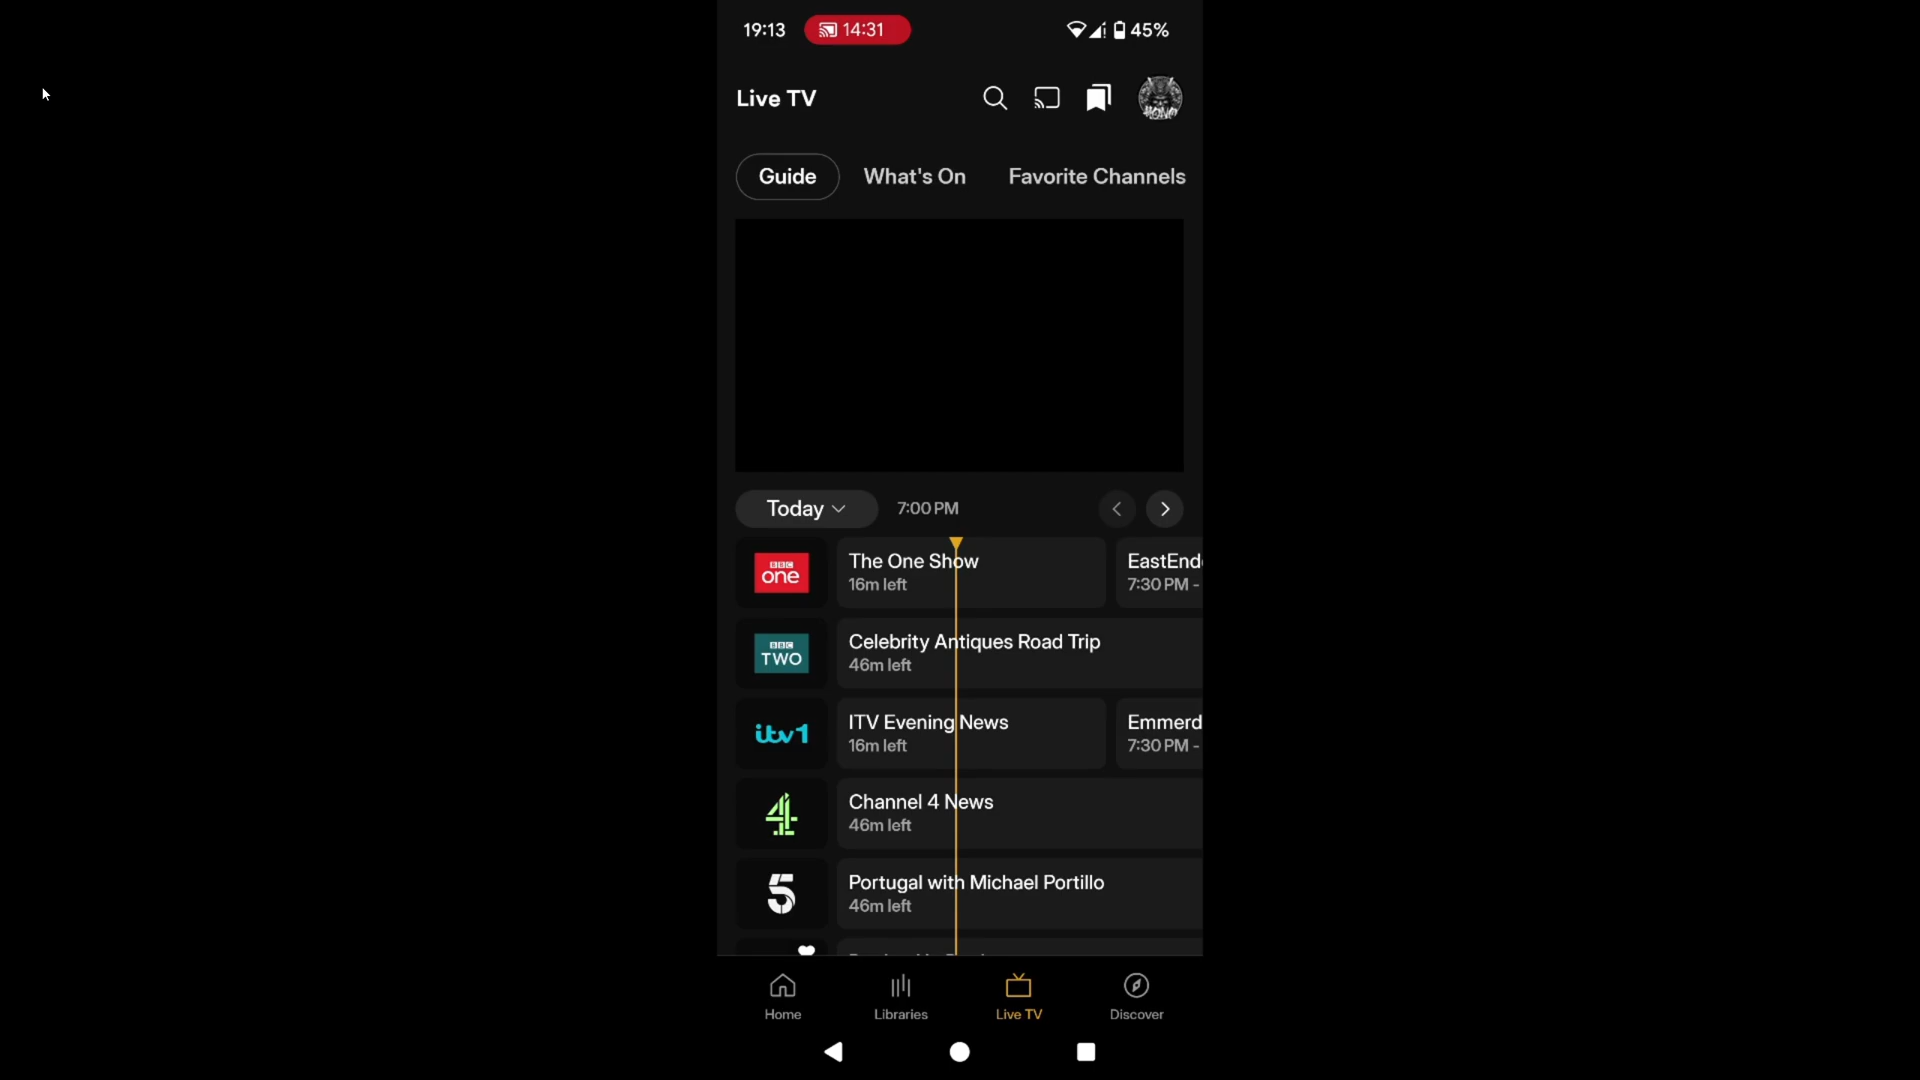 19:13 14:31 45%
Live TV
Guide What's On Favorite Channels
Today 7:00 PM
BBC one
The One Show
16m left
EastEnd
7:30 PM -
BBC TWO
Celebrity Antiques Road Trip
46m left
itv1
ITV Evening News
16m left
Emmerd
7:30 PM -
4
Channel 4 News
46m left
5
Portugal with Michael Portillo
46m left
Home Libraries Live TV Discover